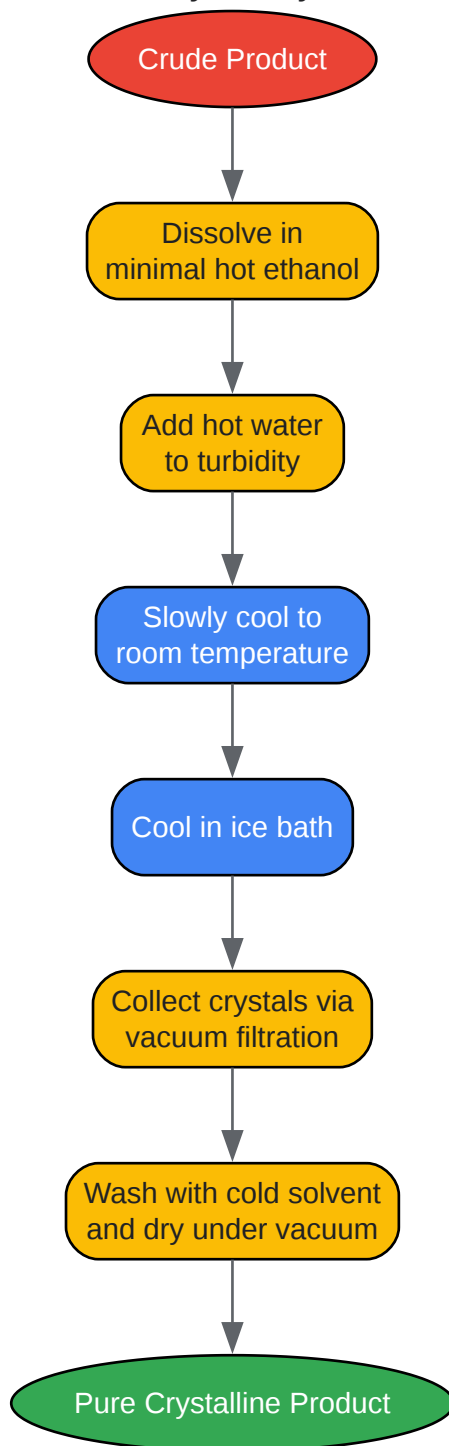 Crude Product
Dissolve in
minimal hot ethanol
Add hot water
to turbidity
Slowly cool to
room temperature
Cool in ice bath
Collect crystals via
vacuum filtration
Wash with cold solvent
and dry under vacuum
Pure Crystalline Product